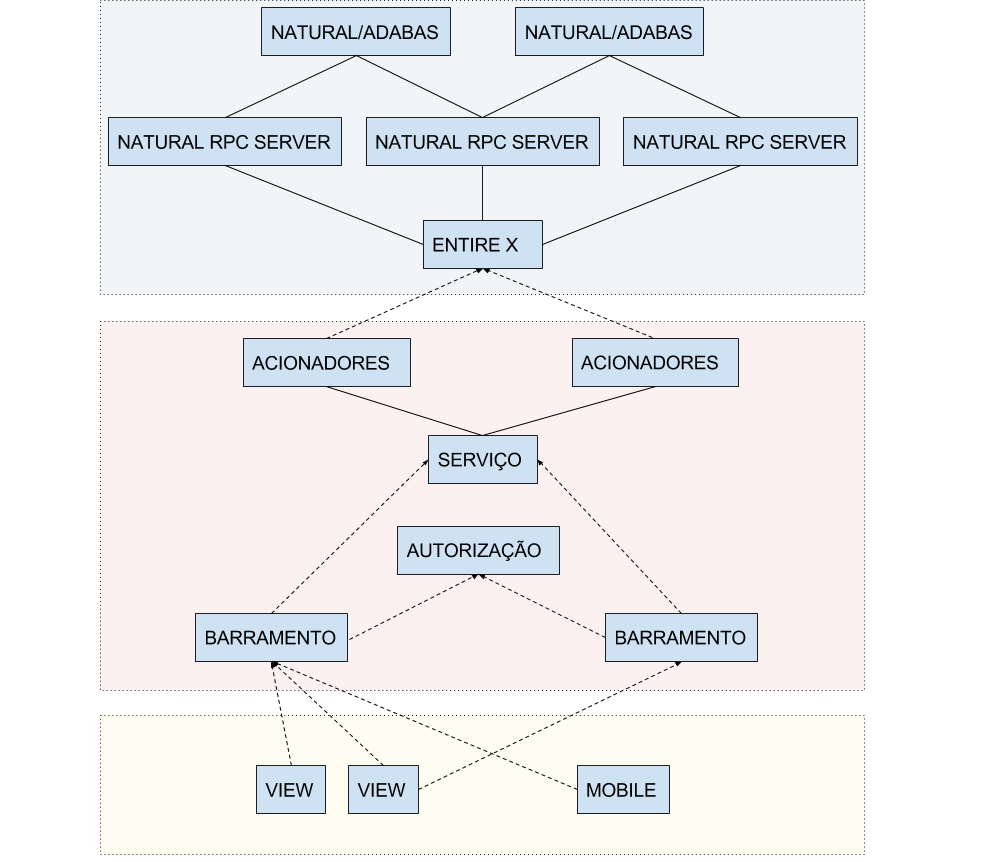 NATURAL/ADABAS
NATURAL/ADABAS
NATURAL RPC SERVER
NATURAL RPC SERVER
NATURAL RPC SERVER
ENTIRE X
ACIONADORES
ACIONADORES
SERVIÇO
AUTORIZAÇÃO
BARRAMENTO
BARRAMENTO
VIEW
VIEW
MOBILE